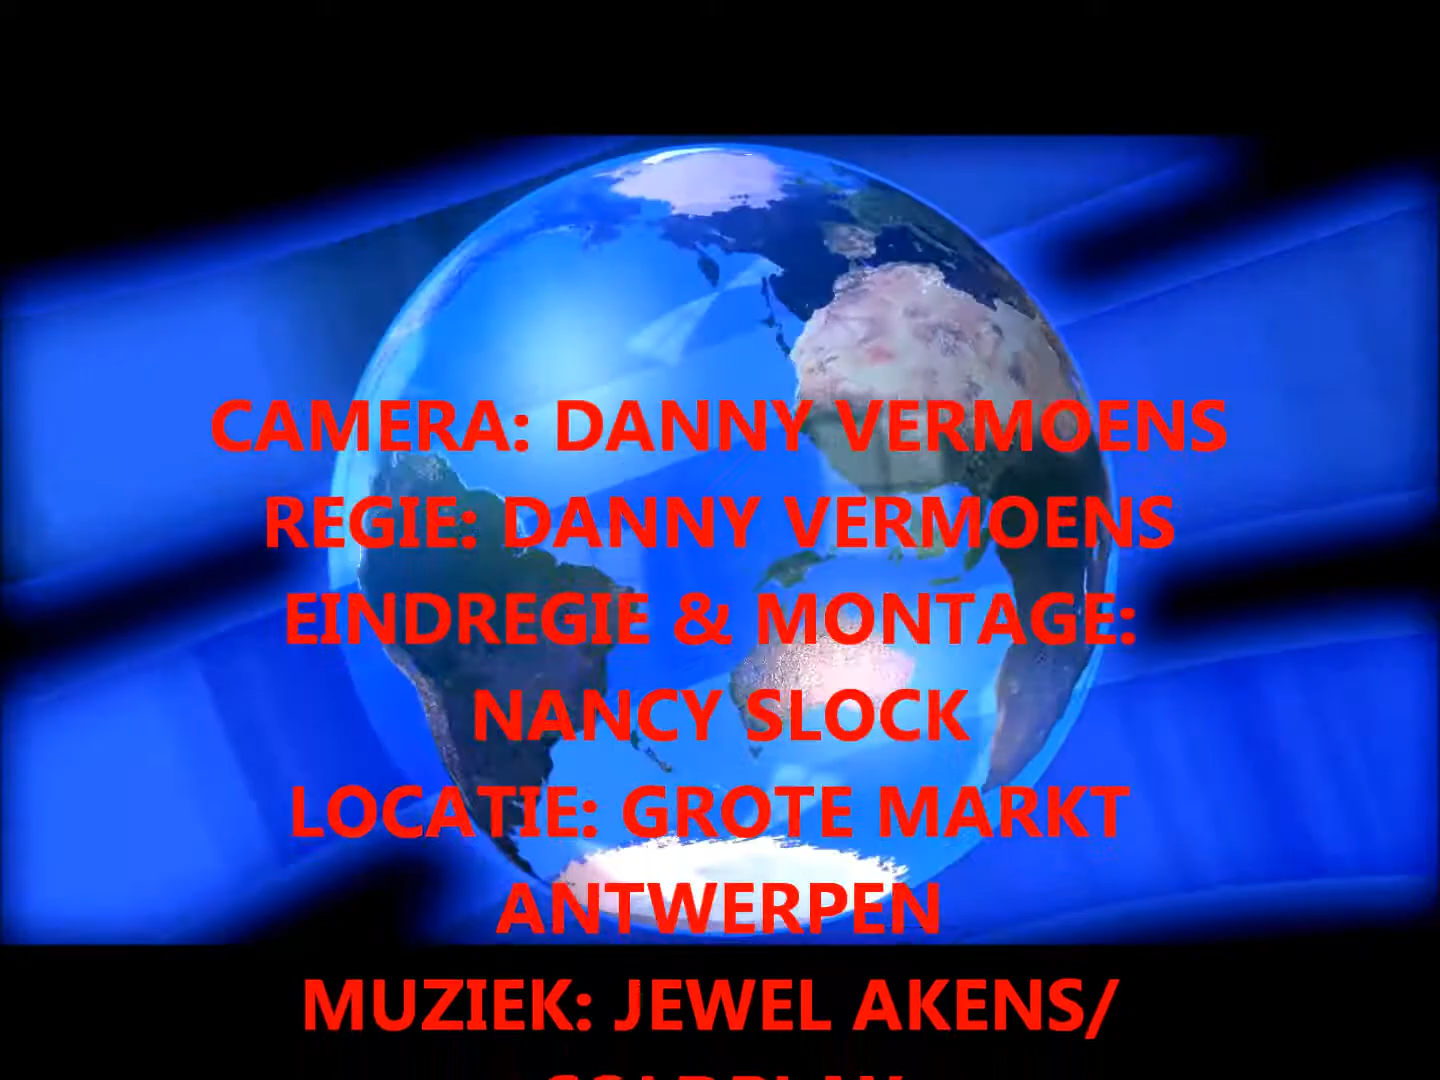 CAMERA: DANNY VERMOENS
REGIE: DANNY VERMOENS
EINDREGIE & MONTAGE:
NANCY SLOCK
LOCATIE: GROTE MARKT
ANTWERPEN
MUZIEK: JEWEL AKENS/